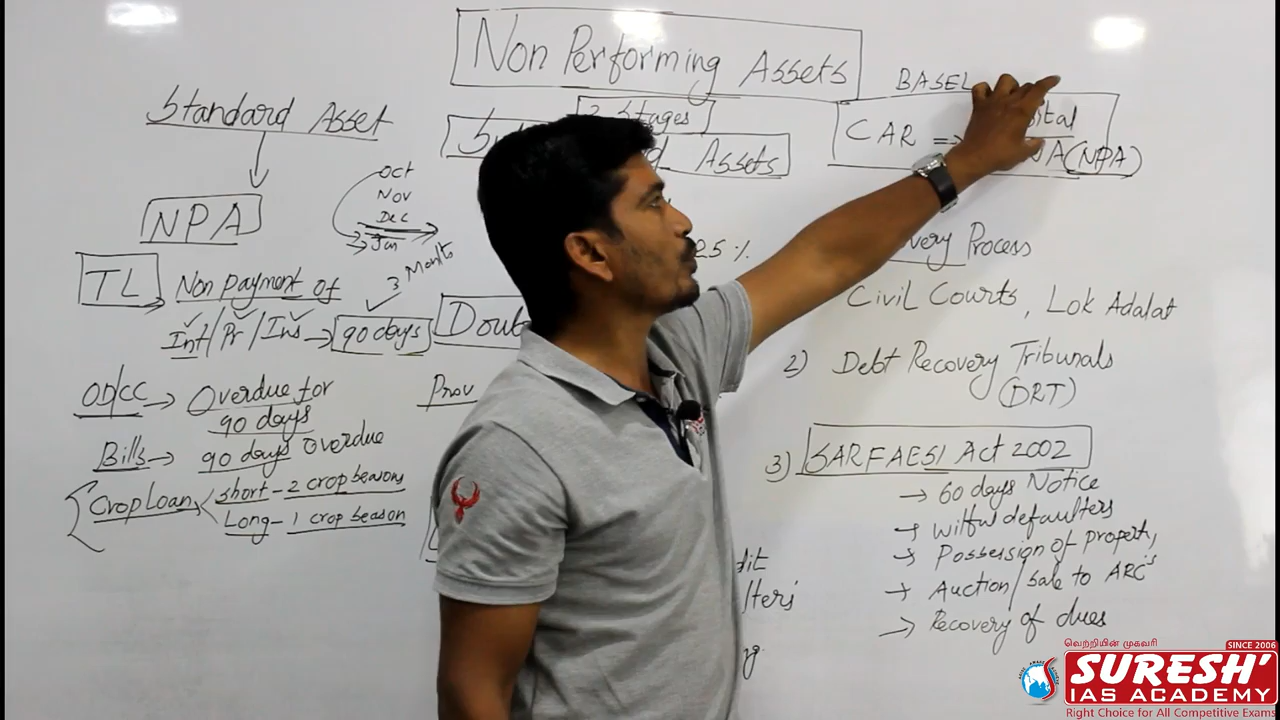 Non Performing Assets
Standard Asset
NPA
Oct
Nov
Dec
Jan
3 Months
TL
Non payment of
Int/Pr/Ins → 90 days
OD/CC → Overdue for
90 days
Bills → 90 days Overdue
Crop Loan
Short - 2 crop seasons
Long - 1 crop season
Stages
Assets
25 %
Prov
BASEL
CAR ⇒
(NPA)
Process
Civil Courts, Lok Adalat
2) Debt Recovery Tribunals
(DRT)
3) SARFAESI Act 2002
→ 60 days Notice
→ Wilful defaulters
→ Possession of property,
→ Auction/Sale to ARC's
→ Recovery of dues
வெற்றியின் முகவரி
SINCE 2006
SURESH'
IAS ACADEMY
Right Choice for All Competitive Exams